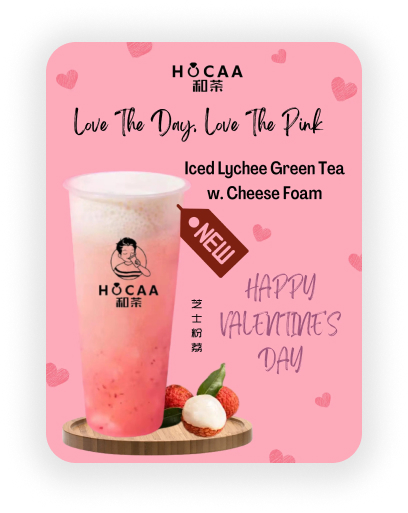 HOCAA
和茶
Love The Day, Love The Pink
Iced Lychee Green Tea
w. Cheese Foam
NEW
HOCAA
和茶
芝士粉荔
HAPPY
VALENTINE'S
DAY